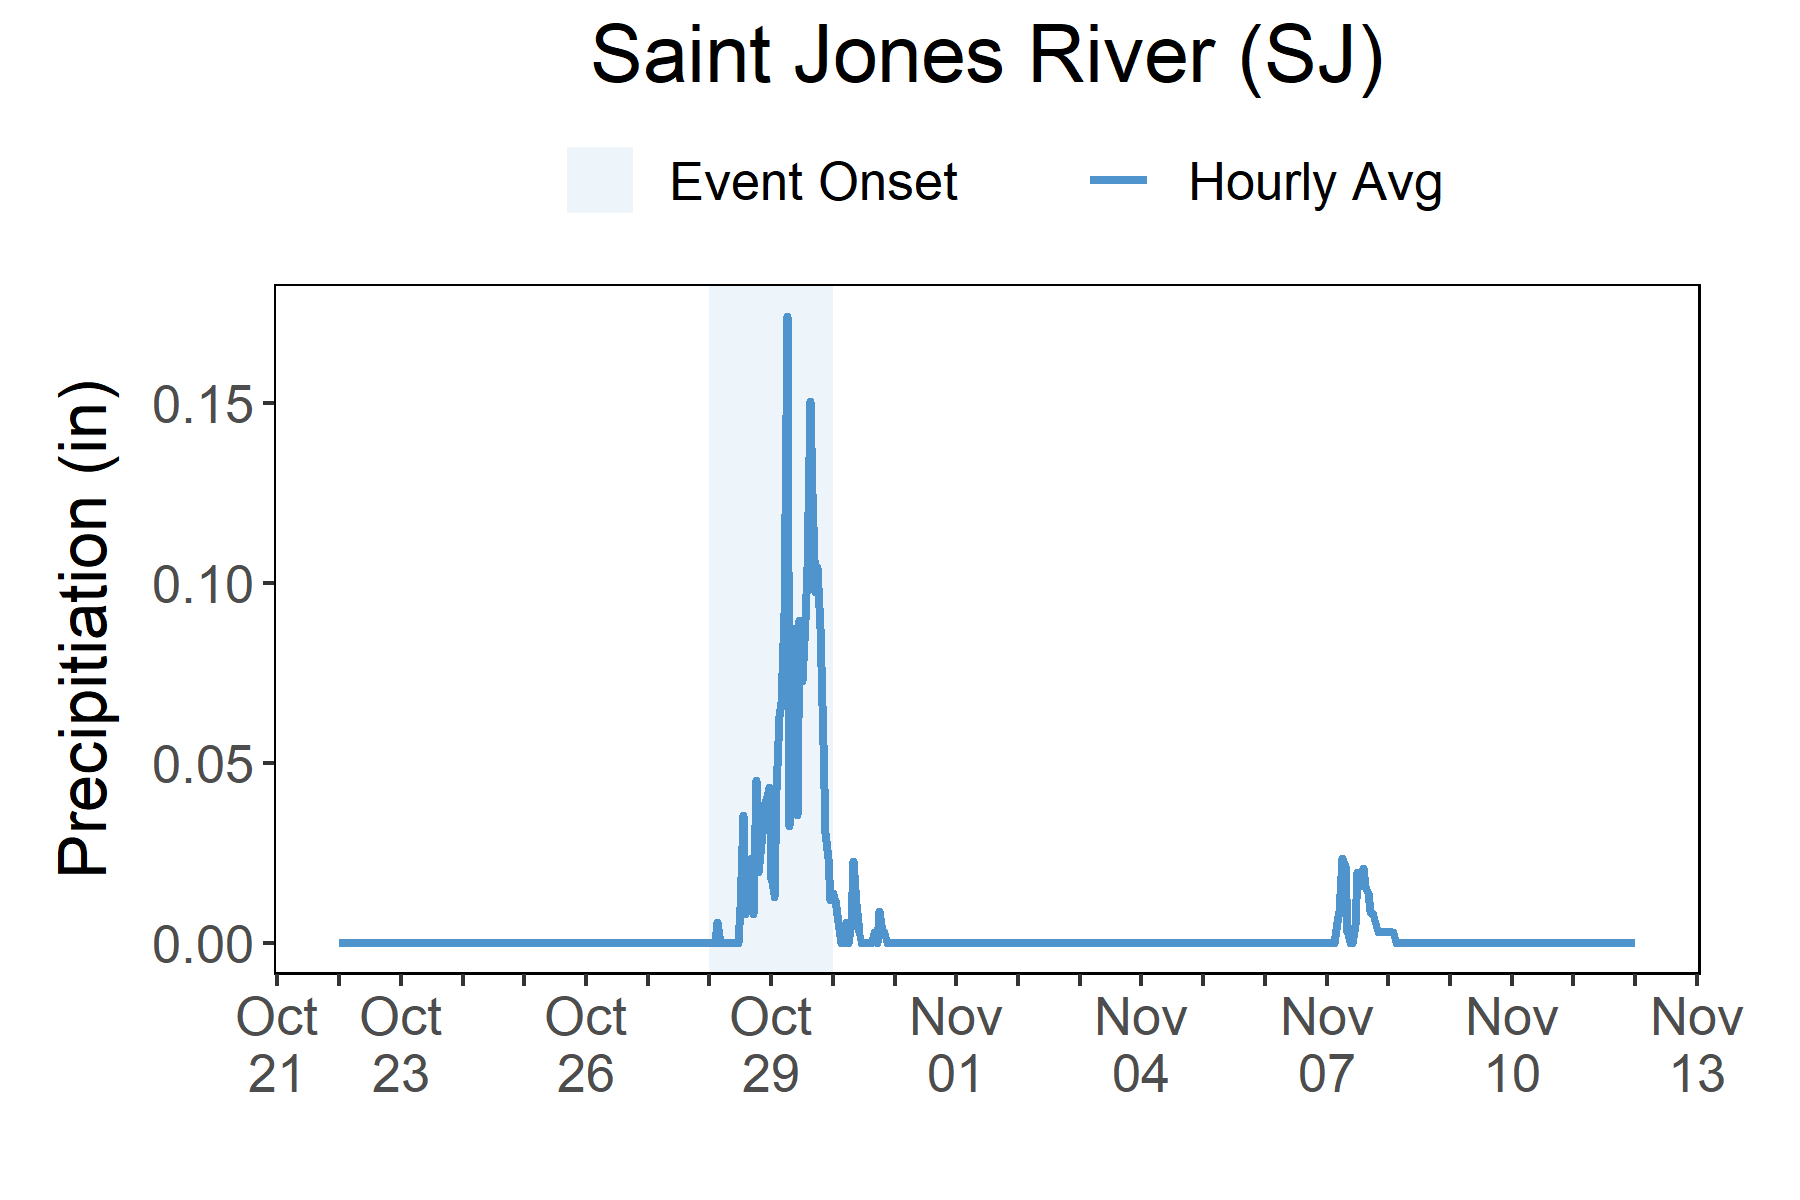 Saint Jones River (SJ)
Event Onset
Hourly Avg
Precipitiation (in)
0.15
0.10
0.05
0.00
Oct 21
Oct 23
Oct 26
Oct 29
Nov 01
Nov 04
Nov 07
Nov 10
Nov 13